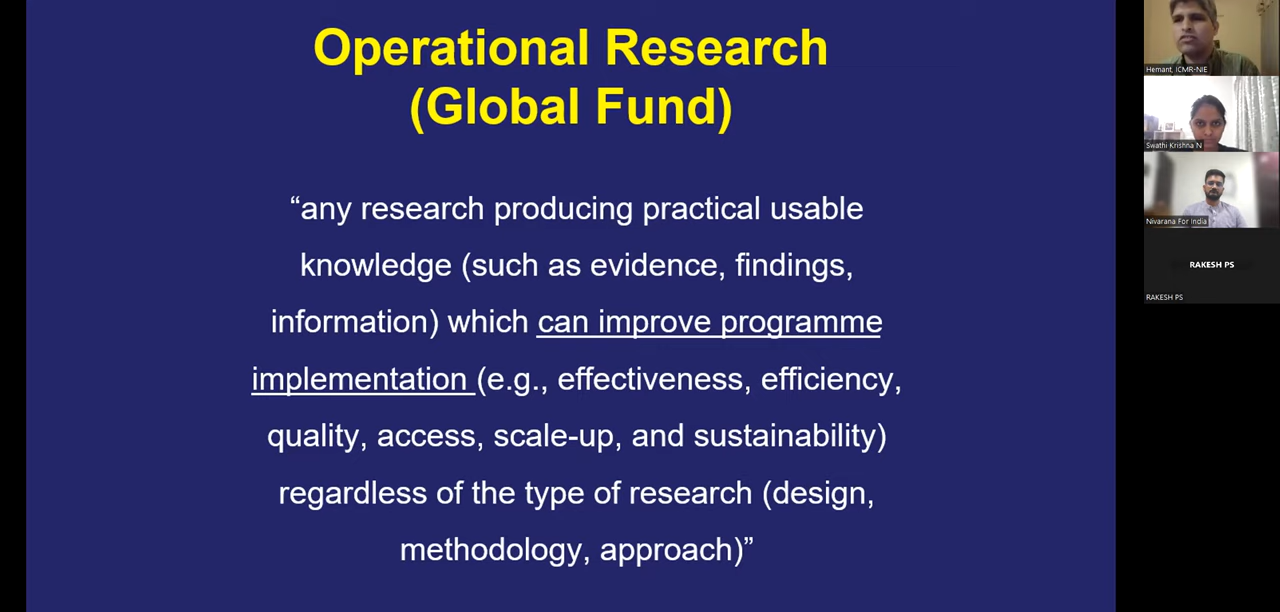 Operational Research
(Global Fund)
“any research producing practical usable
knowledge (such as evidence, findings,
information) which can improve programme
implementation (e.g., effectiveness, efficiency,
quality, access, scale-up, and sustainability)
regardless of the type of research (design,
methodology, approach)”
Hemant, ICMR-NIE
Swathi Krishna N
Nivarana For India
RAKESH PS
RAKESH PS